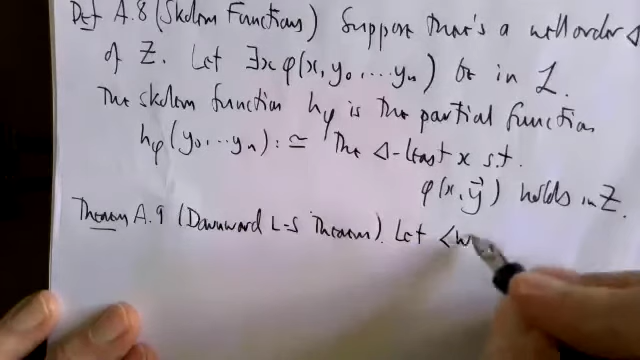 Def A.8 (Skolem Functions) Suppose there's a wellorder ◁
of Z. Let ∃x φ(x, y₀, ... yₙ) be in L.
The skolem function h_φ is the partial function
h_φ(y₀, ... yₙ) :≃ The ◁-least x s.t.
φ(x, y⃗) holds in Z.
Theorem A.9 (Downward L-S Theorem). Let <W